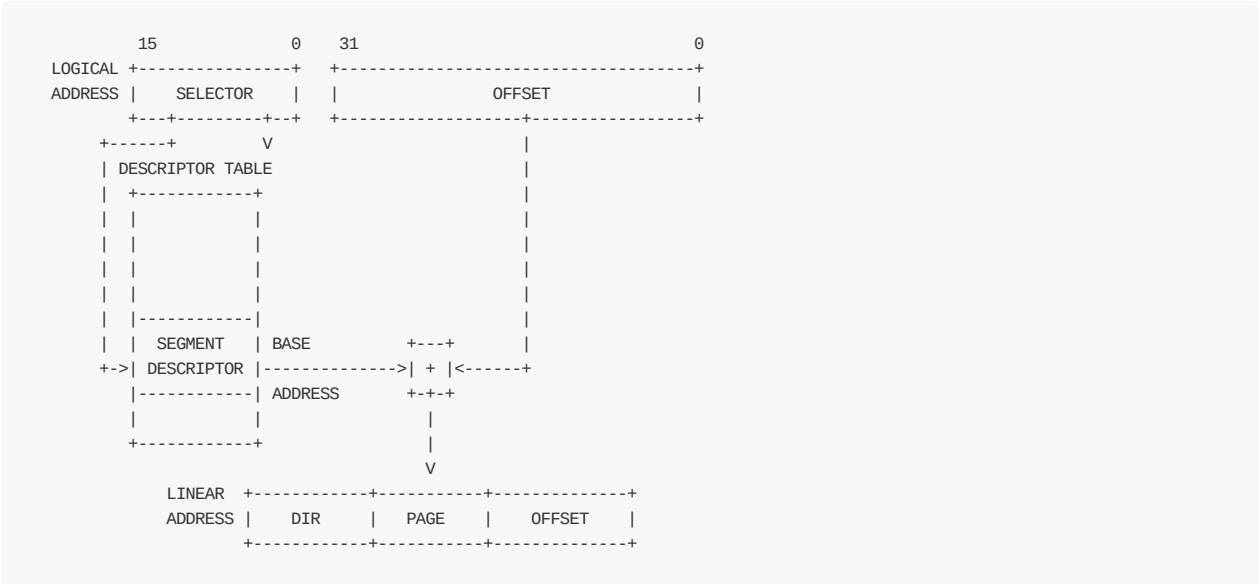 15                0    31                                     0
LOGICAL +----------------+   +-------------------------------------+
ADDRESS |    SELECTOR    |   |                OFFSET               |
+---+---------+--+   +-------------------+-----------------+
+------+         V                          |
| DESCRIPTOR TABLE                          |
|  +------------+                           |
|  |            |                           |
|  |            |                           |
|  |            |                           |
|  |            |                           |
|  |------------|                           |
|  |  SEGMENT   | BASE          +---+       |
+->| DESCRIPTOR |-------------->| + |<------+
|------------| ADDRESS       +-+-+
|            |                 |
+------------+                 |
V
LINEAR  +------------+-----------+--------------+
ADDRESS |    DIR     |   PAGE    |    OFFSET    |
+------------+-----------+--------------+